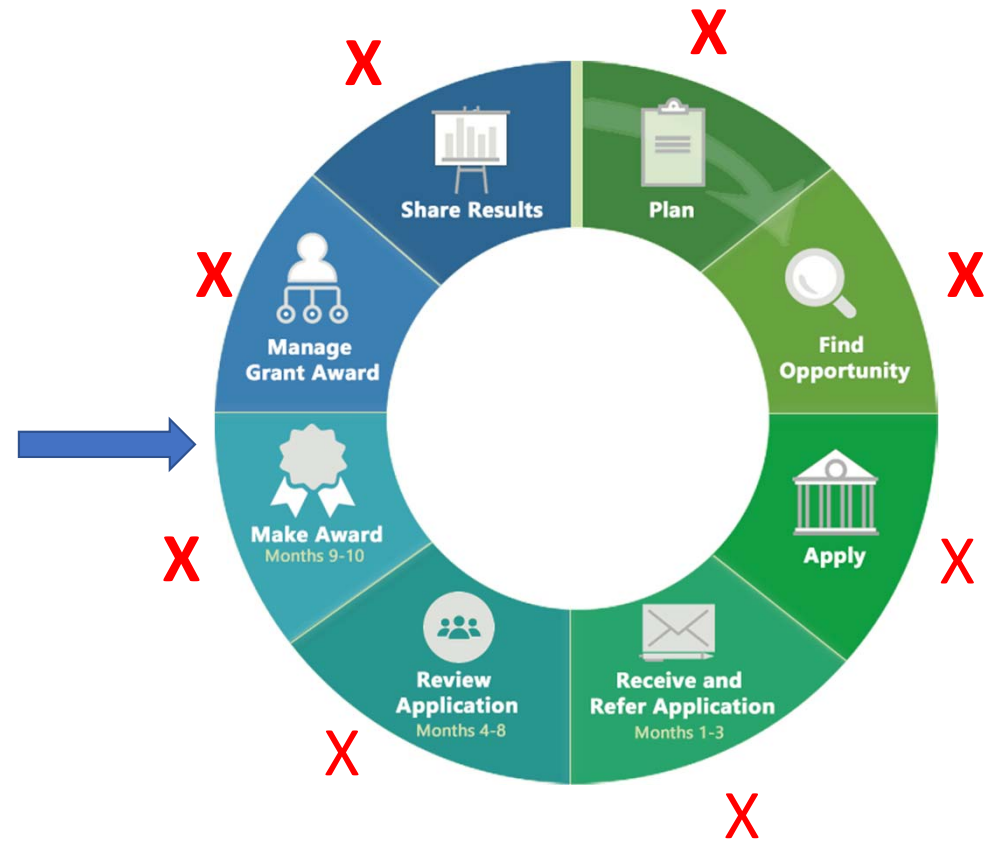 X
X
Share Results
Plan
X
X
Manage
Grant Award
Find
Opportunity
Make Award
Months 9-10
X
Apply
X
Review
Application
Months 4-8
Receive and
Refer Application
Months 1-3
X
X